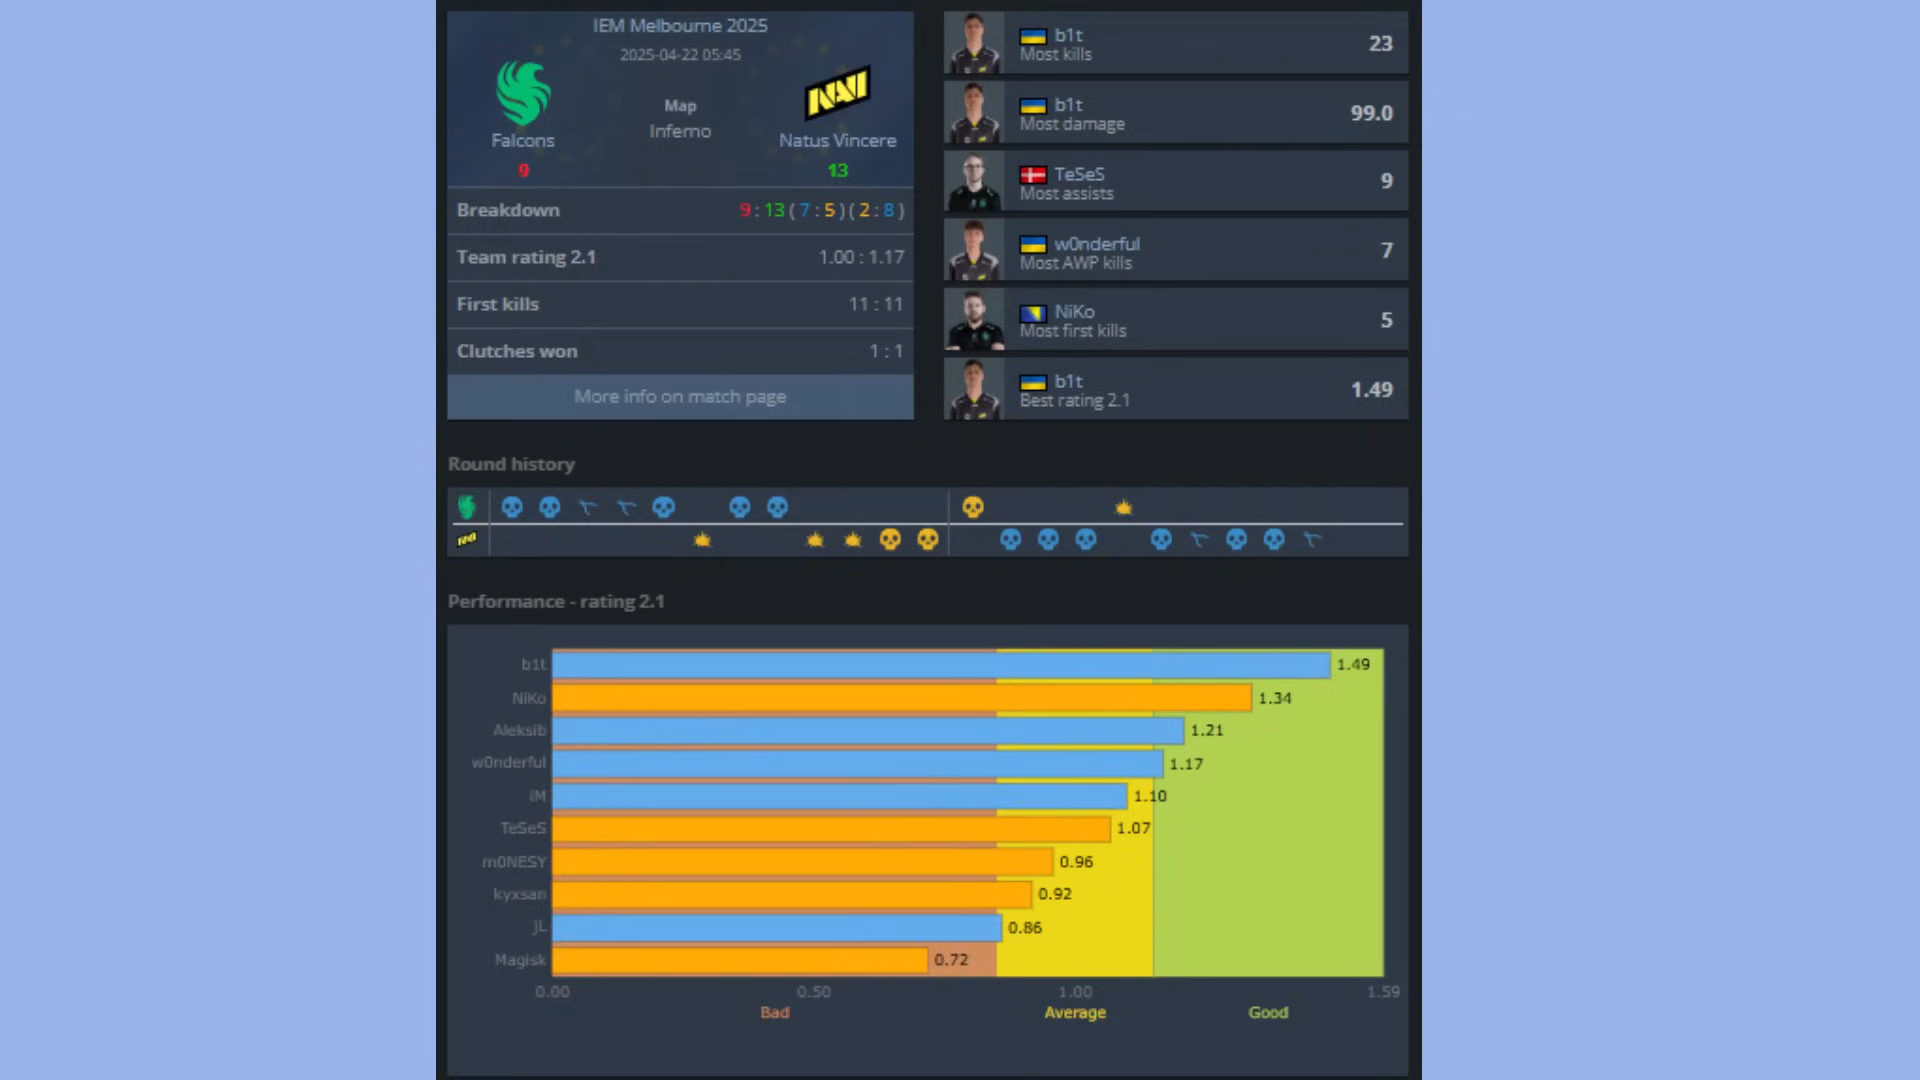 IEM Melbourne 2025
2025-04-22 05:45
NAVI
Map
Inferno
Falcons
Natus Vincere
9
13
Breakdown
9 : 13 ( 7 : 5 ) ( 2 : 8 )
Team rating 2.1
1.00 : 1.17
First kills
11 : 11
Clutches won
1 : 1
More info on match page
b1t
Most kills
23
b1t
Most damage
99.0
TeSeS
Most assists
9
w0nderful
Most AWP kills
7
NiKo
Most first kills
5
b1t
Best rating 2.1
1.49
Round history
Performance - rating 2.1
b1t 1.49
NiKo 1.34
Aleksib 1.21
w0nderful 1.17
iM 1.10
TeSeS 1.07
m0NESY 0.96
kyxsan 0.92
jL 0.86
Magisk 0.72
0.00 0.50 1.00 1.59
Bad Average Good